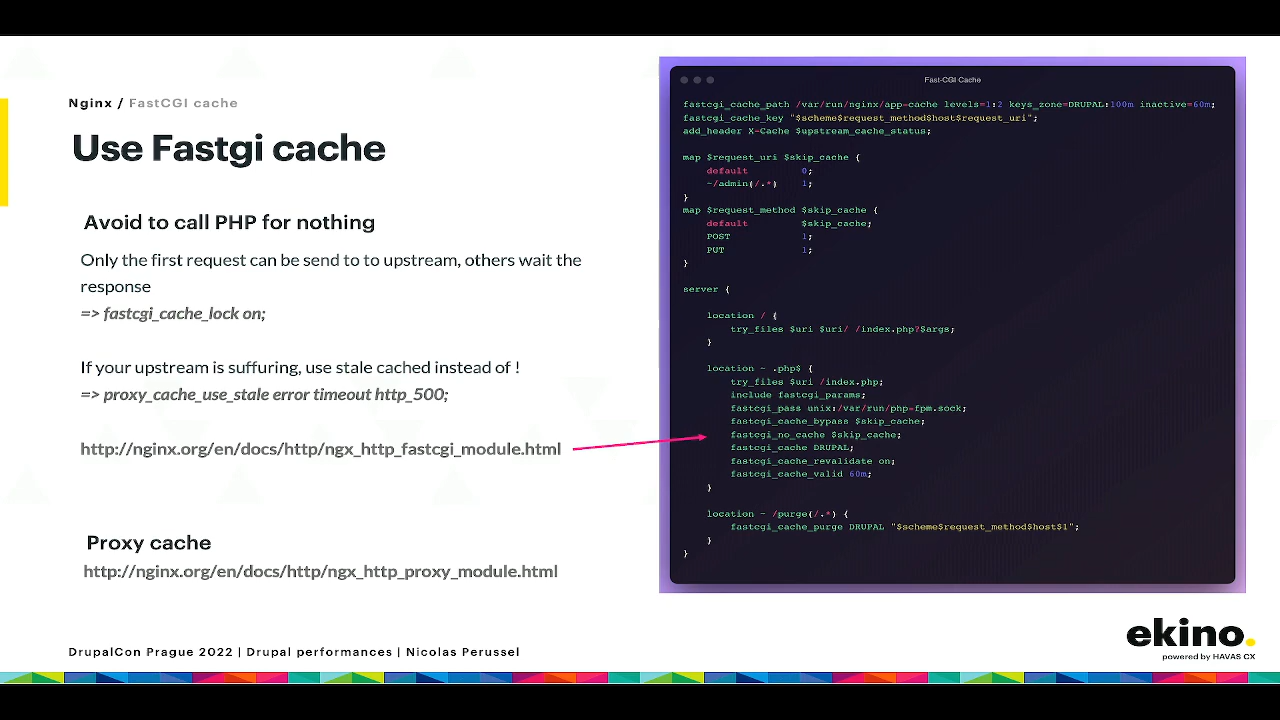 Nginx / FastCGI cache
Use Fastgi cache
Avoid to call PHP for nothing
Only the first request can be send to to upstream, others wait the
response
=> fastcgi_cache_lock on;
If your upstream is suffuring, use stale cached instead of !
=> proxy_cache_use_stale error timeout http_500;
http://nginx.org/en/docs/http/ngx_http_fastcgi_module.html
Proxy cache
http://nginx.org/en/docs/http/ngx_http_proxy_module.html
Fast-CGI Cache
fastcgi_cache_path /var/run/nginx/app-cache levels=1:2 keys_zone=DRUPAL:100m inactive=60m;
fastcgi_cache_key "$scheme$request_method$host$request_uri";
add_header X-Cache $upstream_cache_status;
map $request_uri $skip_cache {
default 0;
~/admin(/.*) 1;
}
map $request_method $skip_cache {
default $skip_cache;
POST 1;
PUT 1;
}
server {
location / {
try_files $uri $uri/ /index.php?$args;
}
location ~ .php$ {
try_files $uri /index.php;
include fastcgi_params;
fastcgi_pass unix:/var/run/php-fpm.sock;
fastcgi_cache_bypass $skip_cache;
fastcgi_no_cache $skip_cache;
fastcgi_cache DRUPAL;
fastcgi_cache_revalidate on;
fastcgi_cache_valid 60m;
}
location ~ /purge(/.*) {
fastcgi_cache_purge DRUPAL "$scheme$request_method$host$1";
}
}
DrupalCon Prague 2022 | Drupal performances | Nicolas Perussel
ekino.
powered by HAVAS CX